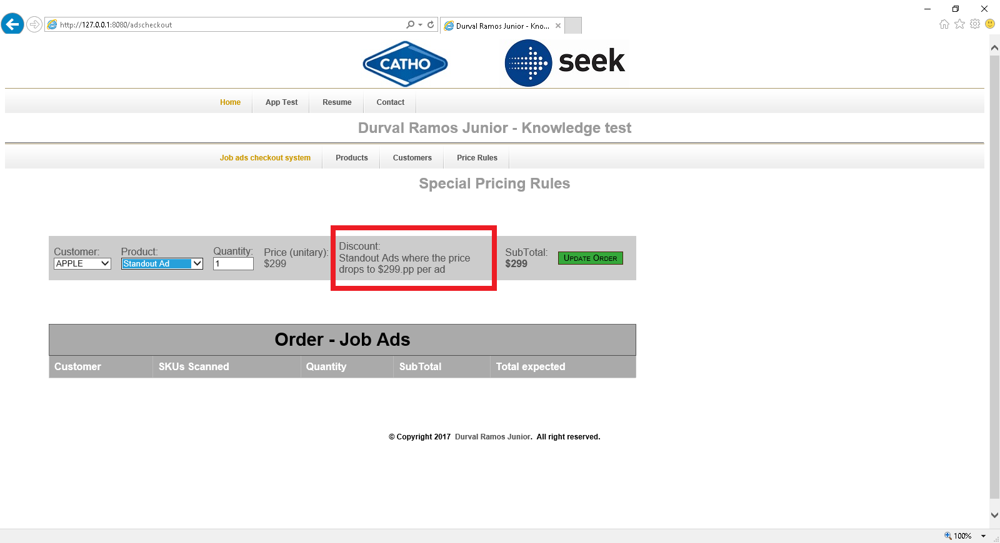 http://127.0.0.1:8080/adscheckout
Durval Ramos Junior - Kno...
CATHO
seek
Home App Test Resume Contact
Durval Ramos Junior - Knowledge test
Job ads checkout system Products Customers Price Rules
Special Pricing Rules
Customer: Product: Quantity: Price (unitary): Discount: SubTotal:
APPLE Standout Ad 1 $299 Standout Ads where the price $299 UPDATE ORDER
drops to $299.pp per ad
Order - Job Ads
Customer SKUs Scanned Quantity SubTotal Total expected
© Copyright 2017 Durval Ramos Junior. All right reserved.
100%